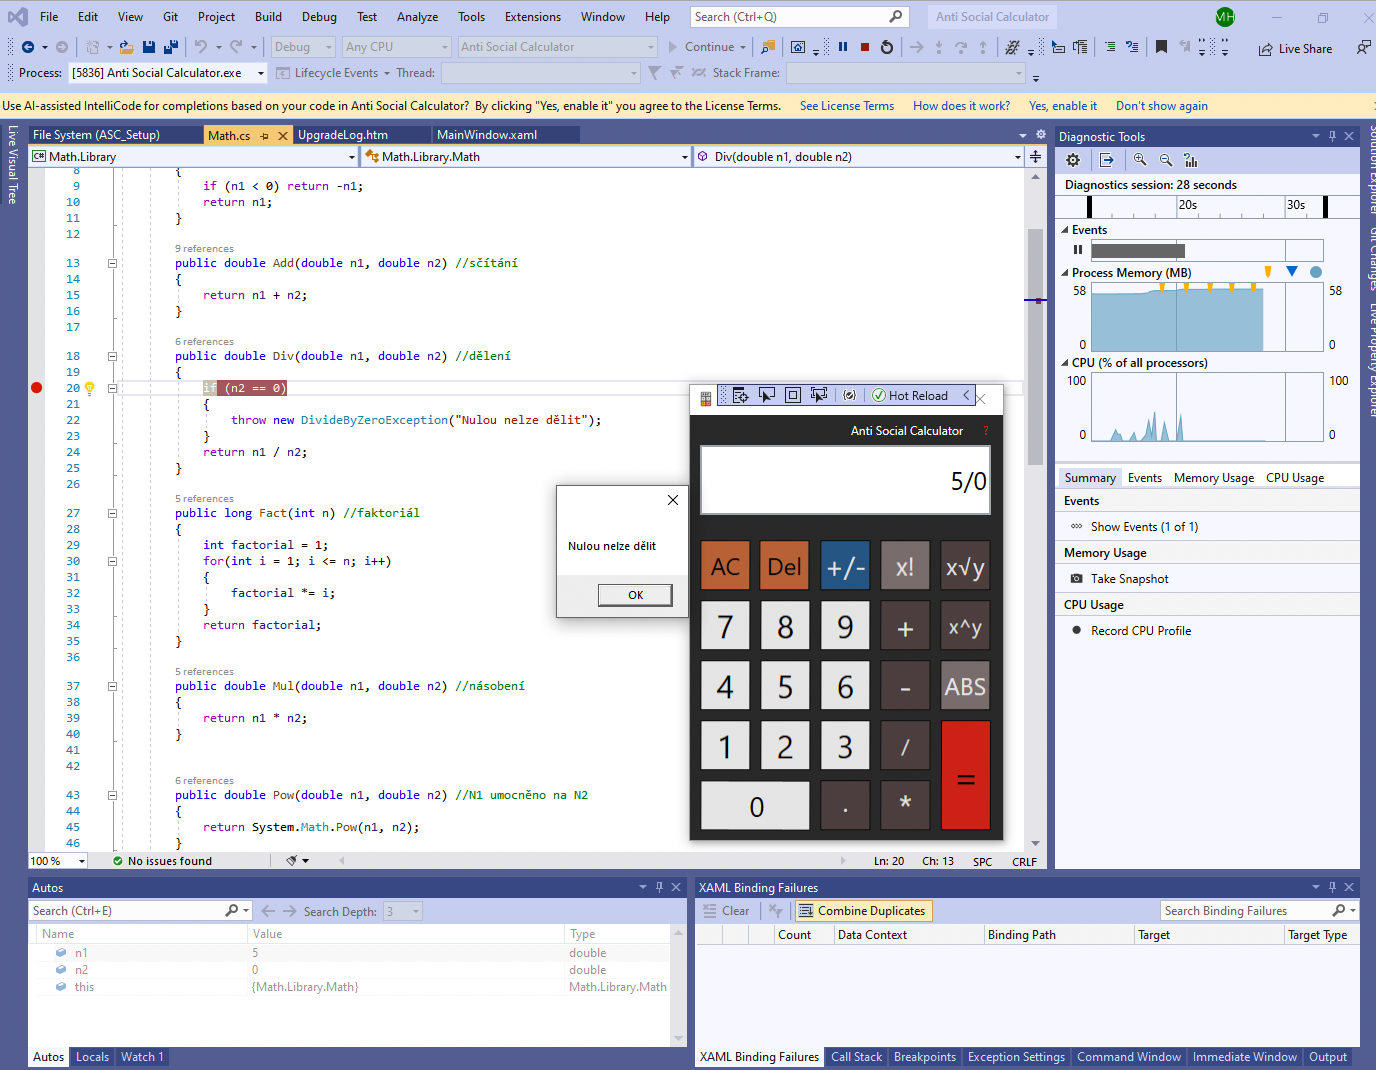 File Edit View Git Project Build Debug Test Analyze Tools Extensions Window Help Search (Ctrl+Q) Anti Social Calculator MH
Debug Any CPU Anti Social Calculator Continue Live Share
Process: [5836] Anti Social Calculator.exe Lifecycle Events Thread: Stack Frame:
Use AI-assisted IntelliCode for completions based on your code in Anti Social Calculator? By clicking "Yes, enable it" you agree to the License Terms. See License Terms How does it work? Yes, enable it Don't show again
Live Visual Tree
File System (ASC_Setup) Math.cs UpgradeLog.htm MainWindow.xaml
Math.Library Math.Library.Math Div(double n1, double n2)
8 {
9 if (n1 < 0) return -n1;
10 return n1;
11 }
12
9 references
13 public double Add(double n1, double n2) //sčítání
14 {
15 return n1 + n2;
16 }
17
6 references
18 public double Div(double n1, double n2) //dělení
19 {
20 if (n2 == 0)
21 {
22 throw new DivideByZeroException("Nulou nelze dělit");
23 }
24 return n1 / n2;
25 }
26
5 references
27 public long Fact(int n) //faktoriál
28 {
29 int factorial = 1;
30 for(int i = 1; i <= n; i++)
31 {
32 factorial *= i;
33 }
34 return factorial;
35 }
36
5 references
37 public double Mul(double n1, double n2) //násobení
38 {
39 return n1 * n2;
40 }
41
42
6 references
43 public double Pow(double n1, double n2) //N1 umocněno na N2
44 {
45 return System.Math.Pow(n1, n2);
46 }
100 % No issues found Ln: 20 Ch: 13 SPC CRLF
Nulou nelze dělit
OK
Hot Reload
Anti Social Calculator ?
5/0
AC Del +/- x! x√y
7 8 9 + x^y
4 5 6 - ABS
1 2 3 /
0 . * =
Diagnostic Tools
Diagnostics session: 28 seconds
20s 30s
Events
Process Memory (MB)
58 58
0 0
CPU (% of all processors)
100 100
0 0
Summary Events Memory Usage CPU Usage
Events
Show Events (1 of 1)
Memory Usage
Take Snapshot
CPU Usage
Record CPU Profile
Solution Explorer
Git Changes
Live Property Explorer
Autos
Search (Ctrl+E) Search Depth: 3
Name Value Type
n1 5 double
n2 0 double
this {Math.Library.Math} Math.Library.Math
Autos Locals Watch 1
XAML Binding Failures
Clear Combine Duplicates Search Binding Failures
Count Data Context Binding Path Target Target Type
XAML Binding Failures Call Stack Breakpoints Exception Settings Command Window Immediate Window Output